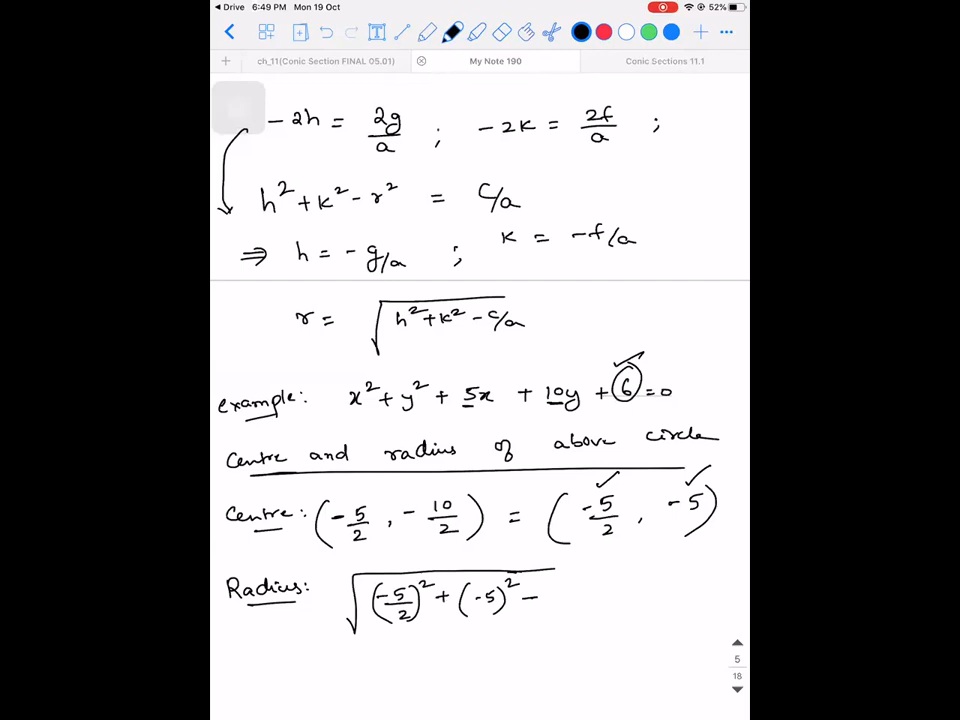 Drive 6:49 PM Mon 19 Oct 52%
ch_11(Conic Section FINAL 05.01) My Note 190 Conic Sections 11.1
-2h = 2g/a ; -2k = 2f/a ;
h² + k² - r² = c/a
⇒ h = -g/a ; k = -f/a
r = √(h² + k² - c/a)
example: x² + y² + 5x + 10y + 6 = 0
Centre and radius of above circle
Centre: (-5/2, -10/2) = (-5/2, -5)
Radius: √((-5/2)² + (-5)² -
5
18